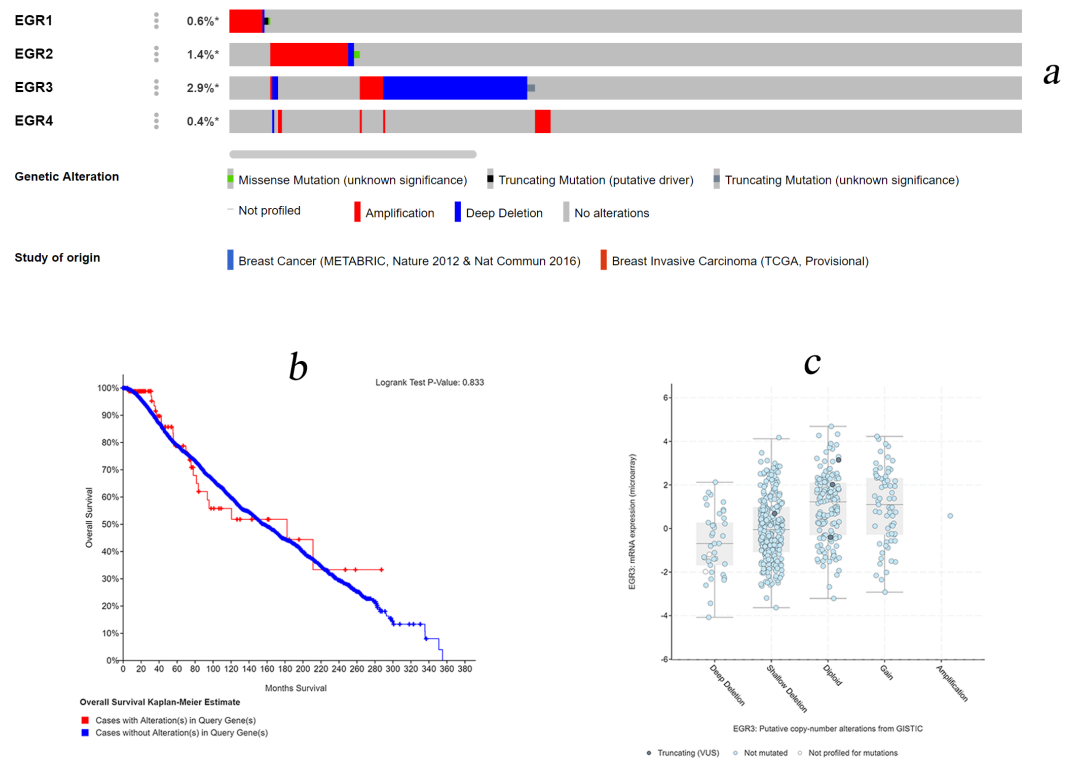 a
EGR1 0.6%*
EGR2 1.4%*
EGR3 2.9%*
EGR4 0.4%*
Genetic Alteration
Missense Mutation (unknown significance) Truncating Mutation (putative driver) Truncating Mutation (unknown significance)
Not profiled Amplification Deep Deletion No alterations
Study of origin Breast Cancer (METABRIC, Nature 2012 & Nat Commun 2016) Breast Invasive Carcinoma (TCGA, Provisional)
b
Logrank Test P-Value: 0.833
Overall Survival
100%
90%
80%
70%
60%
50%
40%
30%
20%
10%
0%
0 20 40 60 80 100 120 140 160 180 200 220 240 260 280 300 320 340 360 380
Months Survival
Overall Survival Kaplan-Meier Estimate
Cases with Alteration(s) in Query Gene(s)
Cases without Alteration(s) in Query Gene(s)
c
EGR3: mRNA expression (microarray)
6
4
2
0
-2
-4
-6
Deep Deletion
Shallow Deletion
Diploid
Gain
Amplification
EGR3: Putative copy-number alterations from GISTIC
Truncating (VUS) Not mutated Not profiled for mutations